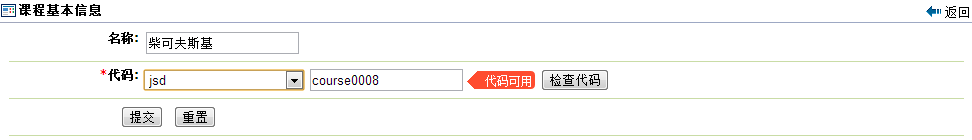 课程基本信息 返回
名称: 柴可夫斯基
*代码: jsd course0008 代码可用 检查代码
提交 重置